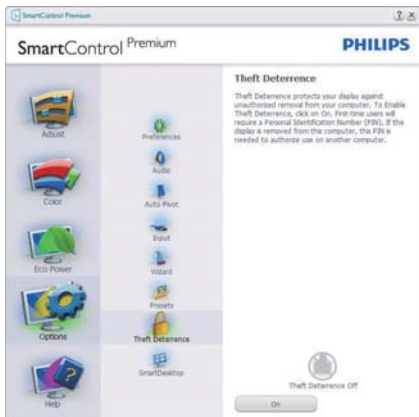 SmartControl Premium
SmartControl Premium
PHILIPS
Adjust
Color
Eco Power
Options
Help
Preferences
Audio
Auto Pivot
Input
Wizard
Presets
Theft Deterrence
SmartDesktop
Theft Deterrence
Theft Deterrence protects your display against
unauthorized removal from your computer. To Enable
Theft Deterrence, click on On. First-time users will
require a Personal Identification Number (PIN). If the
display is removed from this computer, this PIN is
needed to authorize use on another computer.
Theft Deterrence Off
On